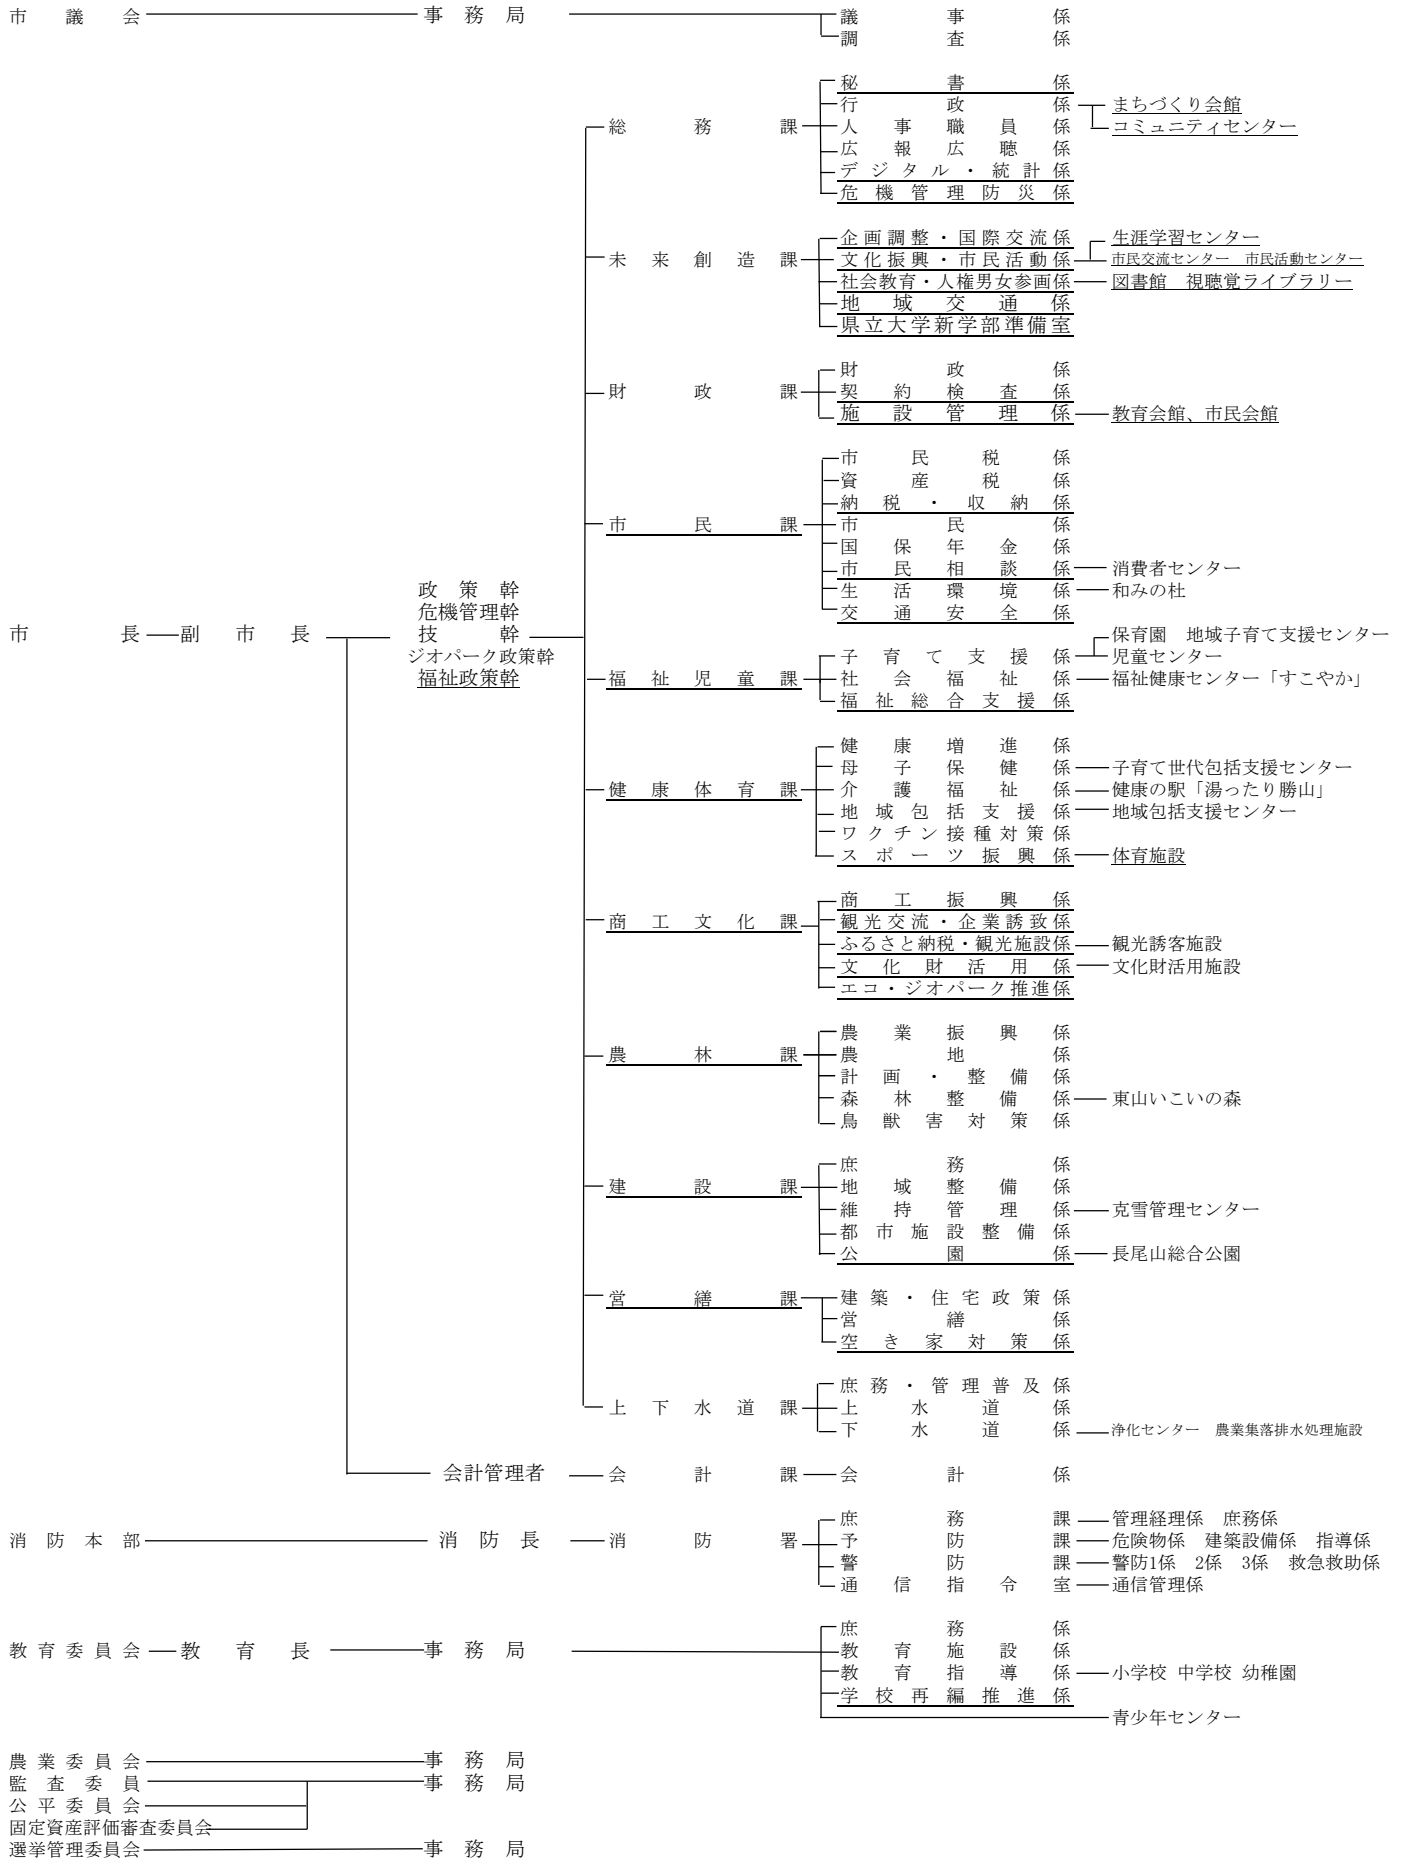 市議会 事務局 議事係
調査係
秘書係
行政係 まちづくり会館
総務課 人事職員係 コミュニティセンター
広報広聴係
デジタル・統計係
危機管理防災係
企画調整・国際交流係 生涯学習センター
未来創造課 文化振興・市民活動係 市民交流センター 市民活動センター
社会教育・人権男女参画係 図書館 視聴覚ライブラリー
地域交通係
県立大学新学部準備室
財政係
財政課 契約検査係
施設管理係 教育会館、市民会館
市民税係
資産税係
納税・収納係
市民課 市民係
国保年金係
市民相談係 消費者センター
政策幹 生活環境係 和みの杜
危機管理幹 交通安全係
市長 副市長 技幹 保育園 地域子育て支援センター
ジオパーク政策幹 子育て支援係 児童センター
福祉政策幹 福祉児童課 社会福祉係 福祉健康センター「すこやか」
福祉総合支援係
健康増進係
母子保健係 子育て世代包括支援センター
健康体育課 介護福祉係 健康の駅「湯ったり勝山」
地域包括支援係 地域包括支援センター
ワクチン接種対策係
スポーツ振興係 体育施設
商工振興係
商工文化課 観光交流・企業誘致係
ふるさと納税・観光施設係 観光誘客施設
文化財活用係 文化財活用施設
エコ・ジオパーク推進係
農業振興係
農林課 農地係
計画・整備係
森林整備係 東山いこいの森
鳥獣害対策係
庶務係
建設課 地域整備係
維持管理係 克雪管理センター
都市施設整備係
公園係 長尾山総合公園
営繕課 建築・住宅政策係
営繕係
空き家対策係
庶務・管理普及係
上下水道課 上水道係
下水道係 浄化センター 農業集落排水処理施設
会計管理者 会計課 会計係
庶務課 管理経理係 庶務係
消防本部 消防長 消防署 予防課 危険物係 建築設備係 指導係
警防課 警防1係 2係 3係 救急救助係
通信指令室 通信管理係
庶務係
教育委員会 教育長 事務局 教育施設係
教育指導係 小学校 中学校 幼稚園
学校再編推進係
青少年センター
農業委員会 事務局
監査委員 事務局
公平委員会
固定資産評価審査委員会
選挙管理委員会 事務局